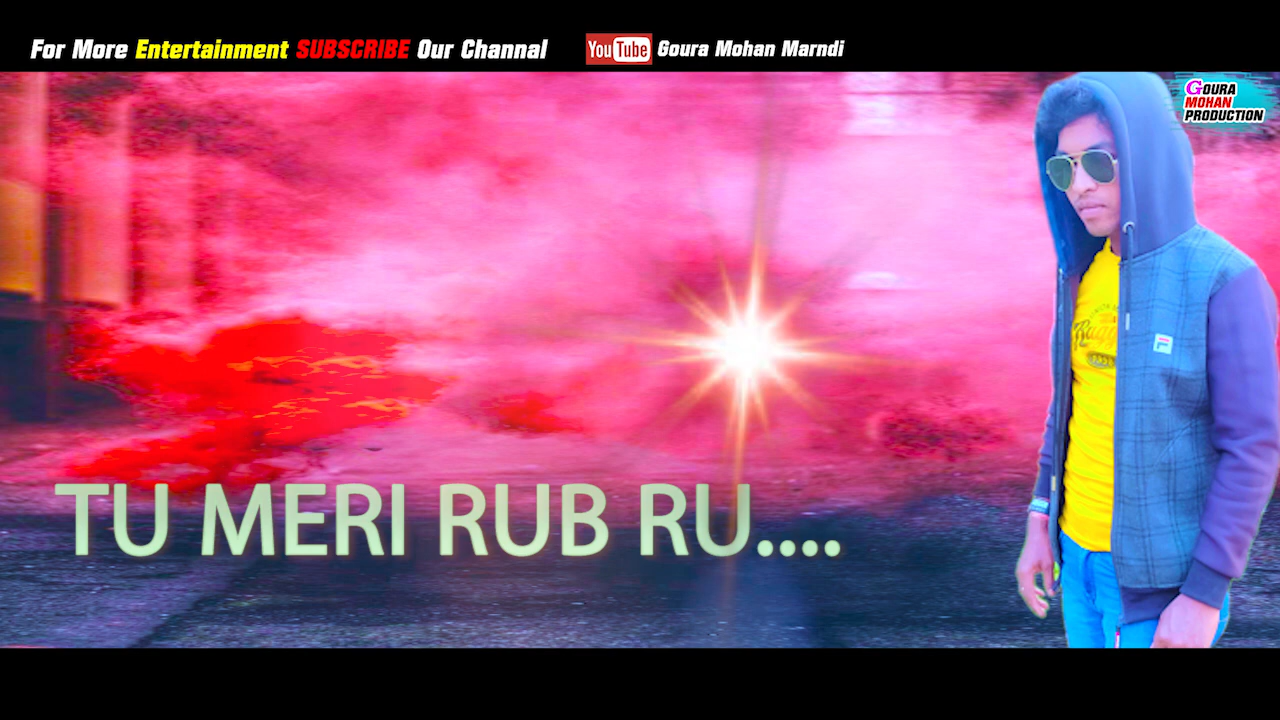 For More Entertainment SUBSCRIBE Our Channal
YouTube Goura Mohan Marndi
GOURA
MOHAN
PRODUCTION
TU MERI RUB RU....